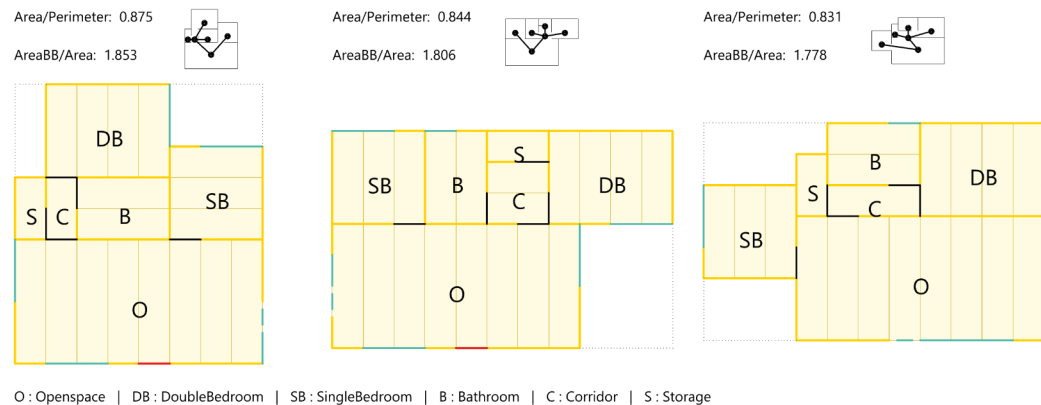 Area/Perimeter: 0.875
AreaBB/Area: 1.853
Area/Perimeter: 0.844
AreaBB/Area: 1.806
Area/Perimeter: 0.831
AreaBB/Area: 1.778
DB
S
C
B
SB
O
SB
B
S
C
DB
O
B
S
C
DB
SB
O
O : Openspace | DB : DoubleBedroom | SB : SingleBedroom | B : Bathroom | C : Corridor | S : Storage